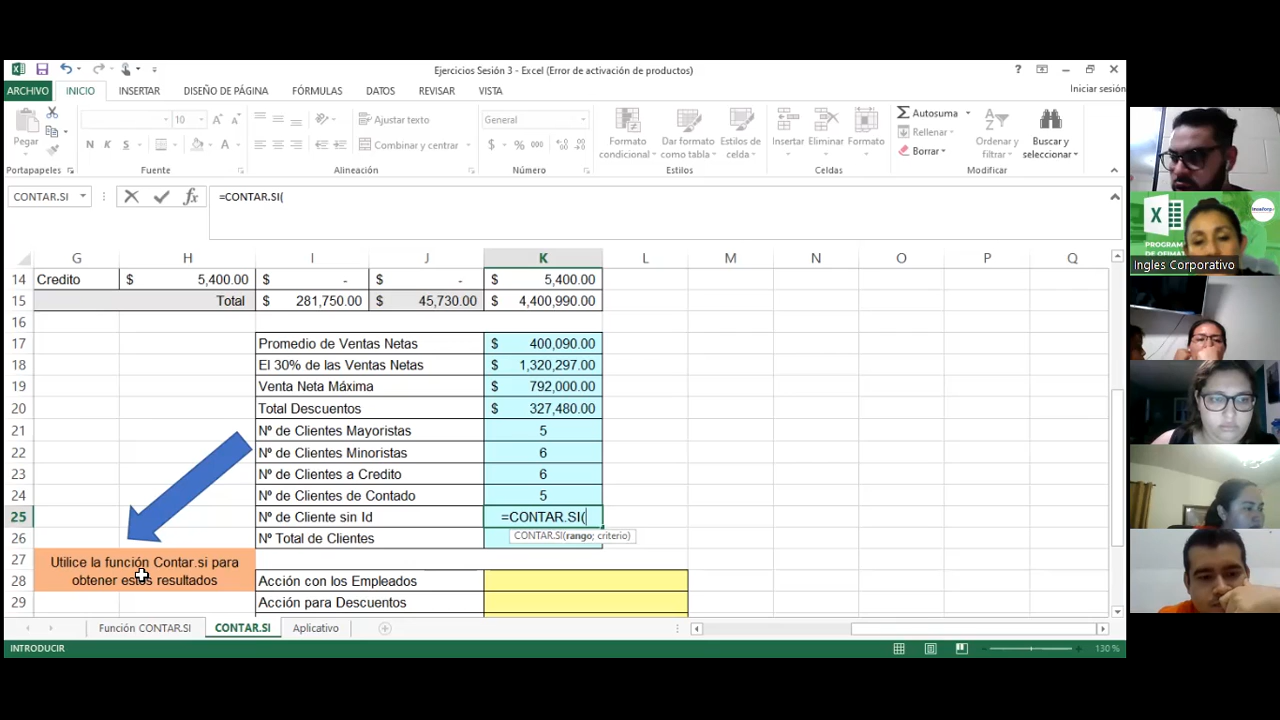 Ejercicios Sesión 3 - Excel (Error de activación de productos)
ARCHIVO INICIO INSERTAR DISEÑO DE PÁGINA FÓRMULAS DATOS REVISAR VISTA Iniciar sesión
Pegar
10
N K S
Ajustar texto
Combinar y centrar
General
$ % 000
Formato condicional
Dar formato como tabla
Estilos de celda
Insertar Eliminar Formato
Autosuma
Rellenar
Borrar
Ordenar y filtrar
Buscar y seleccionar
Portapapeles Fuente Alineación Número Estilos Celdas Modificar
CONTAR.SI fx =CONTAR.SI(
G H I J K L M N O P Q
14 Credito $ 5,400.00 $ - $ - $ 5,400.00
15 Total $ 281,750.00 $ 45,730.00 $ 4,400,990.00
16
17 Promedio de Ventas Netas $ 400,090.00
18 El 30% de las Ventas Netas $ 1,320,297.00
19 Venta Neta Máxima $ 792,000.00
20 Total Descuentos $ 327,480.00
21 Nº de Clientes Mayoristas 5
22 Nº de Clientes Minoristas 6
23 Nº de Clientes a Credito 6
24 Nº de Clientes de Contado 5
25 Nº de Cliente sin Id =CONTAR.SI(
CONTAR.SI(rango; criterio)
26 Nº Total de Clientes
27
Utilice la función Contar.si para
obtener estos resultados
28 Acción con los Empleados
29 Acción para Descuentos
Función CONTAR.SI CONTAR.SI Aplicativo
INTRODUCIR 130 %
Ingles Corporativo